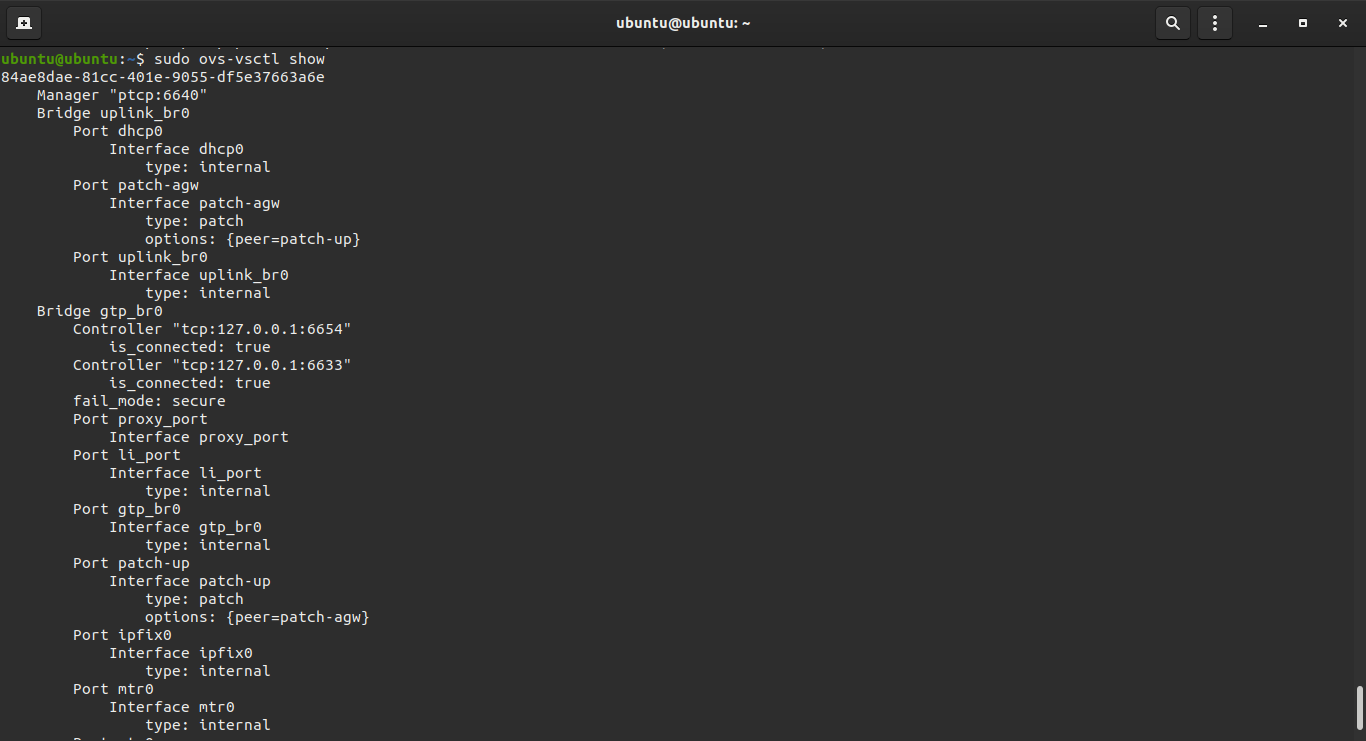 ubuntu@ubuntu: ~
ubuntu@ubuntu:~$ sudo ovs-vsctl show
84ae8dae-81cc-401e-9055-df5e37663a6e
    Manager "ptcp:6640"
    Bridge uplink_br0
        Port dhcp0
            Interface dhcp0
                type: internal
        Port patch-agw
            Interface patch-agw
                type: patch
                options: {peer=patch-up}
        Port uplink_br0
            Interface uplink_br0
                type: internal
    Bridge gtp_br0
        Controller "tcp:127.0.0.1:6654"
            is_connected: true
        Controller "tcp:127.0.0.1:6633"
            is_connected: true
        fail_mode: secure
        Port proxy_port
            Interface proxy_port
        Port li_port
            Interface li_port
                type: internal
        Port gtp_br0
            Interface gtp_br0
                type: internal
        Port patch-up
            Interface patch-up
                type: patch
                options: {peer=patch-agw}
        Port ipfix0
            Interface ipfix0
                type: internal
        Port mtr0
            Interface mtr0
                type: internal